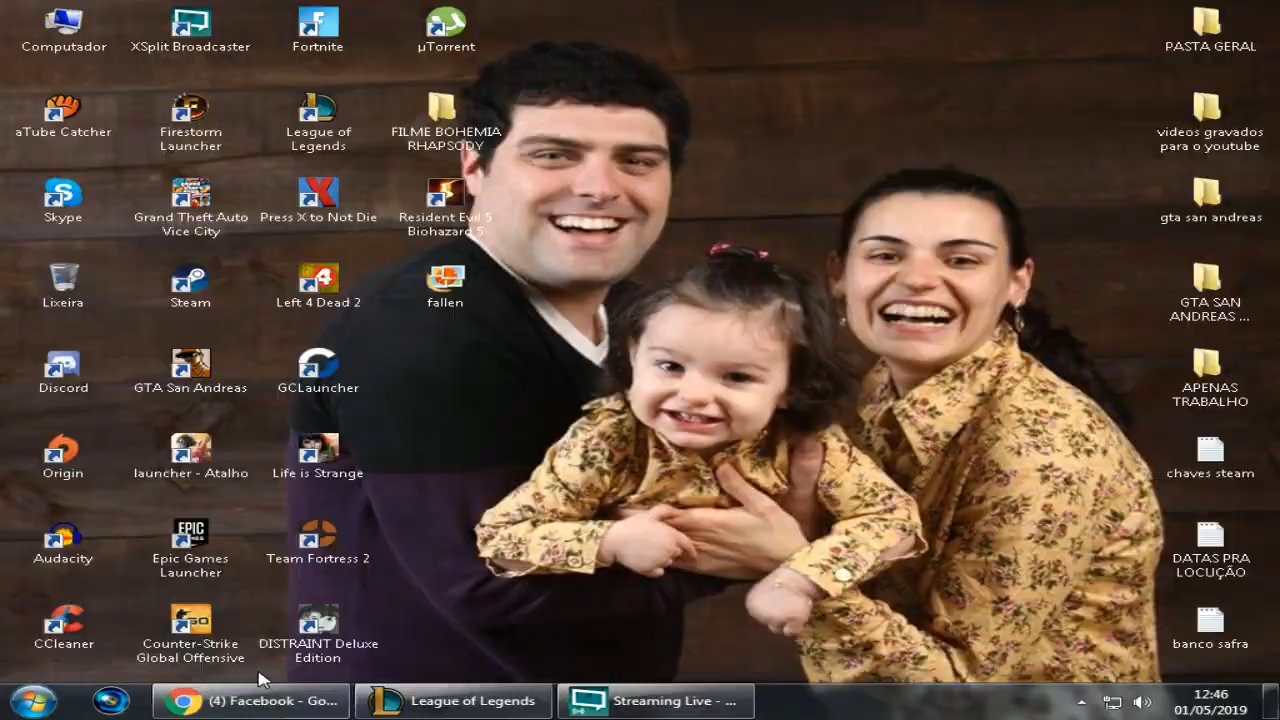 Computador
XSplit Broadcaster
Fortnite
µTorrent
PASTA GERAL
aTube Catcher
Firestorm
Launcher
League of
Legends
FILME BOHEMIA
RHAPSODY
videos gravados
para o youtube
Skype
Grand Theft Auto
Vice City
Press X to Not Die
Resident Evil 5
Biohazard 5
gta san andreas
Lixeira
Steam
Left 4 Dead 2
fallen
GTA SAN
ANDREAS ...
Discord
GTA San Andreas
GCLauncher
APENAS
TRABALHO
Origin
launcher - Atalho
Life is Strange
chaves steam
Audacity
EPIC
GAMES
Epic Games
Launcher
Team Fortress 2
DATAS PRA
LOCUÇÃO
CCleaner
GO
Counter-Strike
Global Offensive
DISTRAINT Deluxe
Edition
banco safra
(4) Facebook - Go...
League of Legends
Streaming Live - ...
12:46
01/05/2019